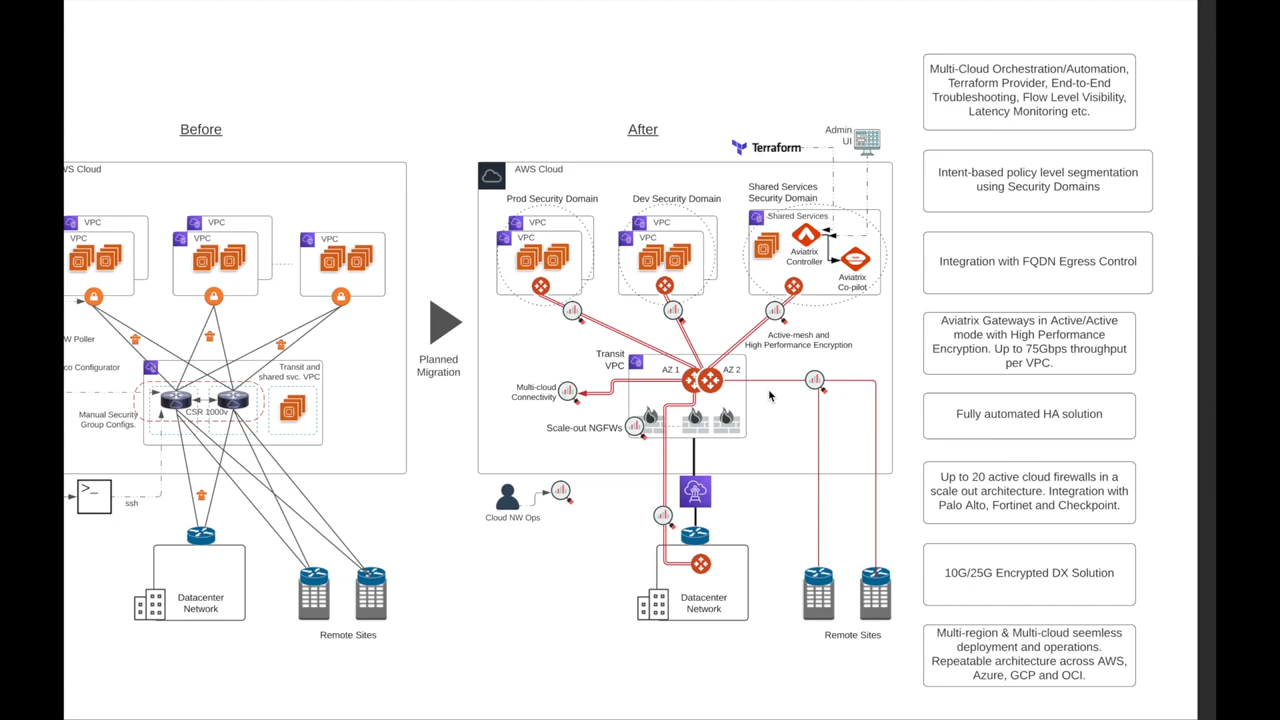 Before
WS Cloud
VPC
VPC
VPC
VPC
VPC
W Poller
co Configurator
Manual Security
Group Configs.
Transit and
shared svc. VPC
CSR 1000v
>_
ssh
Datacenter
Network
Remote Sites
Planned
Migration
After
Terraform
Admin
UI
AWS Cloud
Prod Security Domain
VPC
VPC
Dev Security Domain
VPC
VPC
Shared Services
Security Domain
Shared Services
Aviatrix
Controller
Aviatrix
Co-pilot
Active-mesh and
High Performance Encryption
Transit
VPC
AZ 1
AZ 2
Multi-cloud
Connectivity
Scale-out NGFWs
Cloud NW Ops
Datacenter
Network
Remote Sites
Multi-Cloud Orchestration/Automation,
Terraform Provider, End-to-End
Troubleshooting, Flow Level Visibility,
Latency Monitoring etc.
Intent-based policy level segmentation
using Security Domains
Integration with FQDN Egress Control
Aviatrix Gateways in Active/Active
mode with High Performance
Encryption. Up to 75Gbps throughput
per VPC.
Fully automated HA solution
Up to 20 active cloud firewalls in a
scale out architecture. Integration with
Palo Alto, Fortinet and Checkpoint.
10G/25G Encrypted DX Solution
Multi-region & Multi-cloud seemless
deployment and operations.
Repeatable architecture across AWS,
Azure, GCP and OCI.